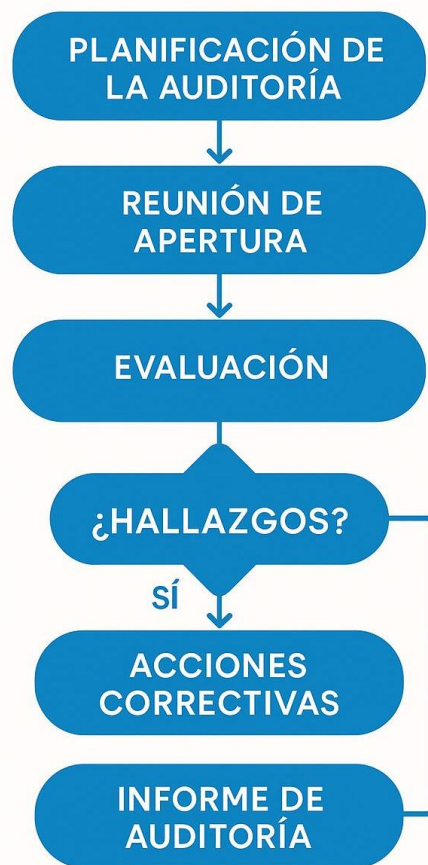 PLANIFICACIÓN DE
LA AUDITORÍA
REUNIÓN DE
APERTURA
EVALUACIÓN
¿HALLAZGOS?
SÍ
ACCIONES
CORRECTIVAS
INFORME DE
AUDITORÍA